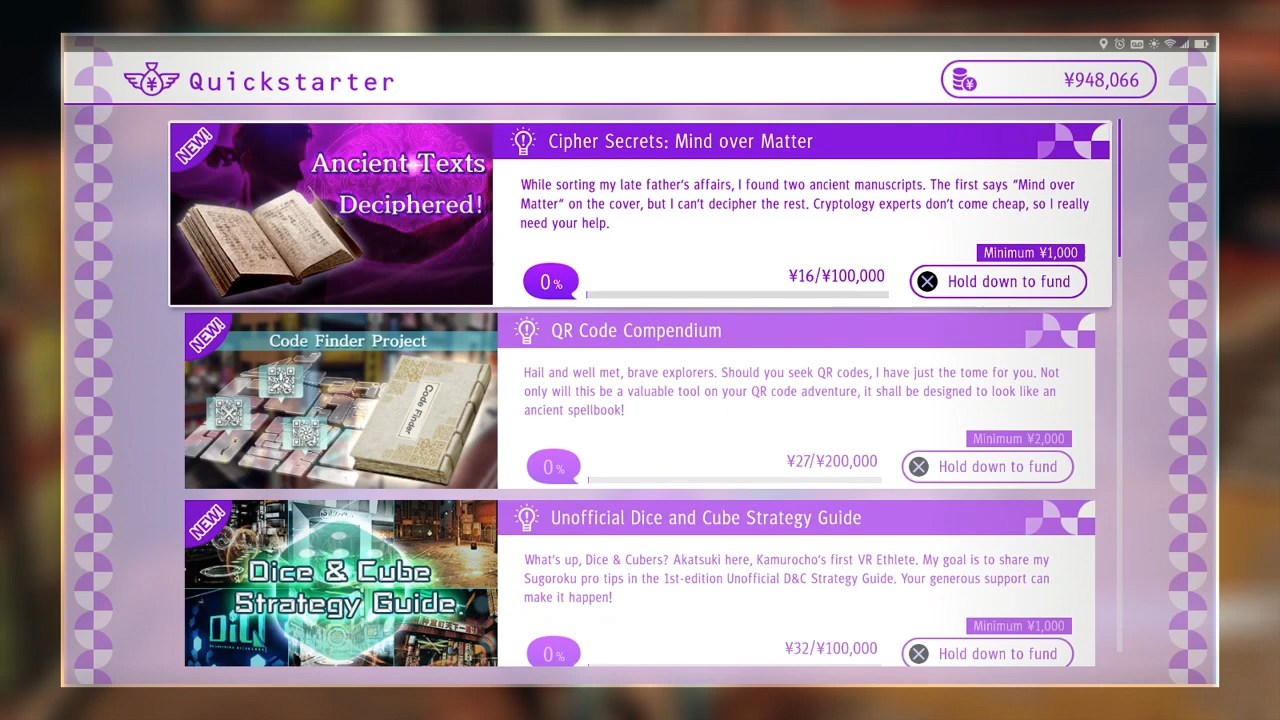 Quickstarter
¥948,066
NEW!
Ancient Texts
Deciphered!
Cipher Secrets: Mind over Matter
While sorting my late father's affairs, I found two ancient manuscripts. The first says "Mind over
Matter" on the cover, but I can't decipher the rest. Cryptology experts don't come cheap, so I really
need your help.
Minimum ¥1,000
0%
¥16/¥100,000
Hold down to fund
NEW!
Code Finder Project
Code Finder
QR Code Compendium
Hail and well met, brave explorers. Should you seek QR codes, I have just the tome for you. Not
only will this be a valuable tool on your QR code adventure, it shall be designed to look like an
ancient spellbook!
Minimum ¥2,000
0%
¥27/¥200,000
Hold down to fund
NEW!
Dice & Cube
Strategy Guide
Unofficial Dice and Cube Strategy Guide
What's up, Dice & Cubers? Akatsuki here, Kamurocho's first VR Ethlete. My goal is to share my
Sugoroku pro tips in the 1st-edition Unofficial D&C Strategy Guide. Your generous support can
make it happen!
Minimum ¥1,000
0%
¥32/¥100,000
Hold down to fund